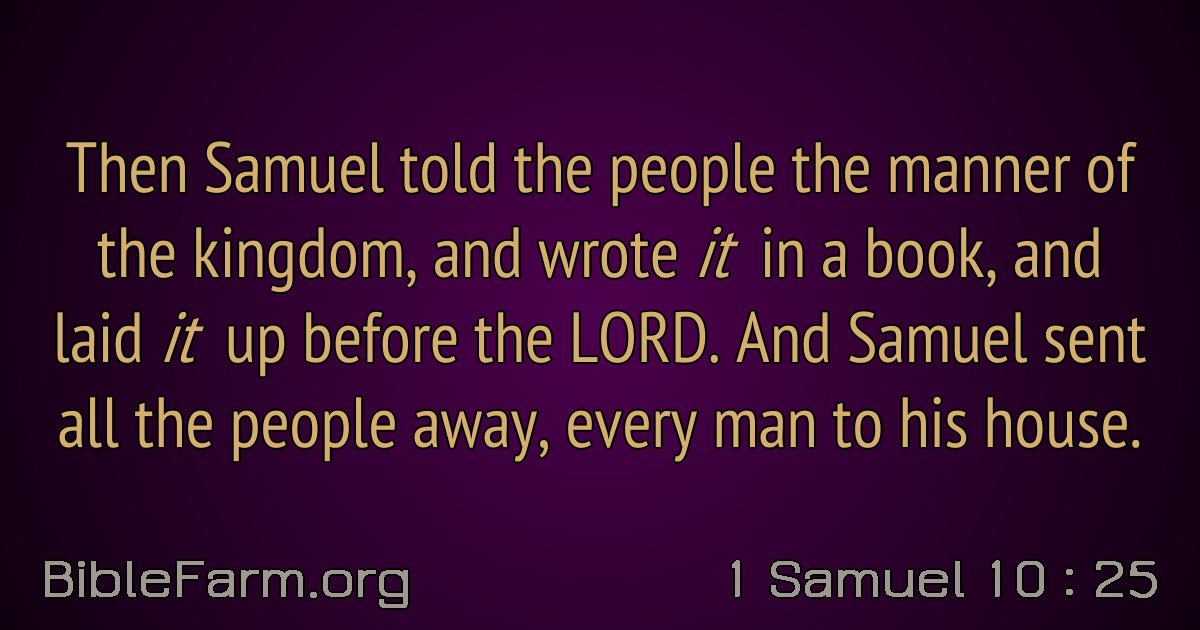 Then Samuel told the people the manner of
the kingdom, and wrote it in a book, and
laid it up before the LORD. And Samuel sent
all the people away, every man to his house.
BibleFarm.org
1 Samuel 10 : 25